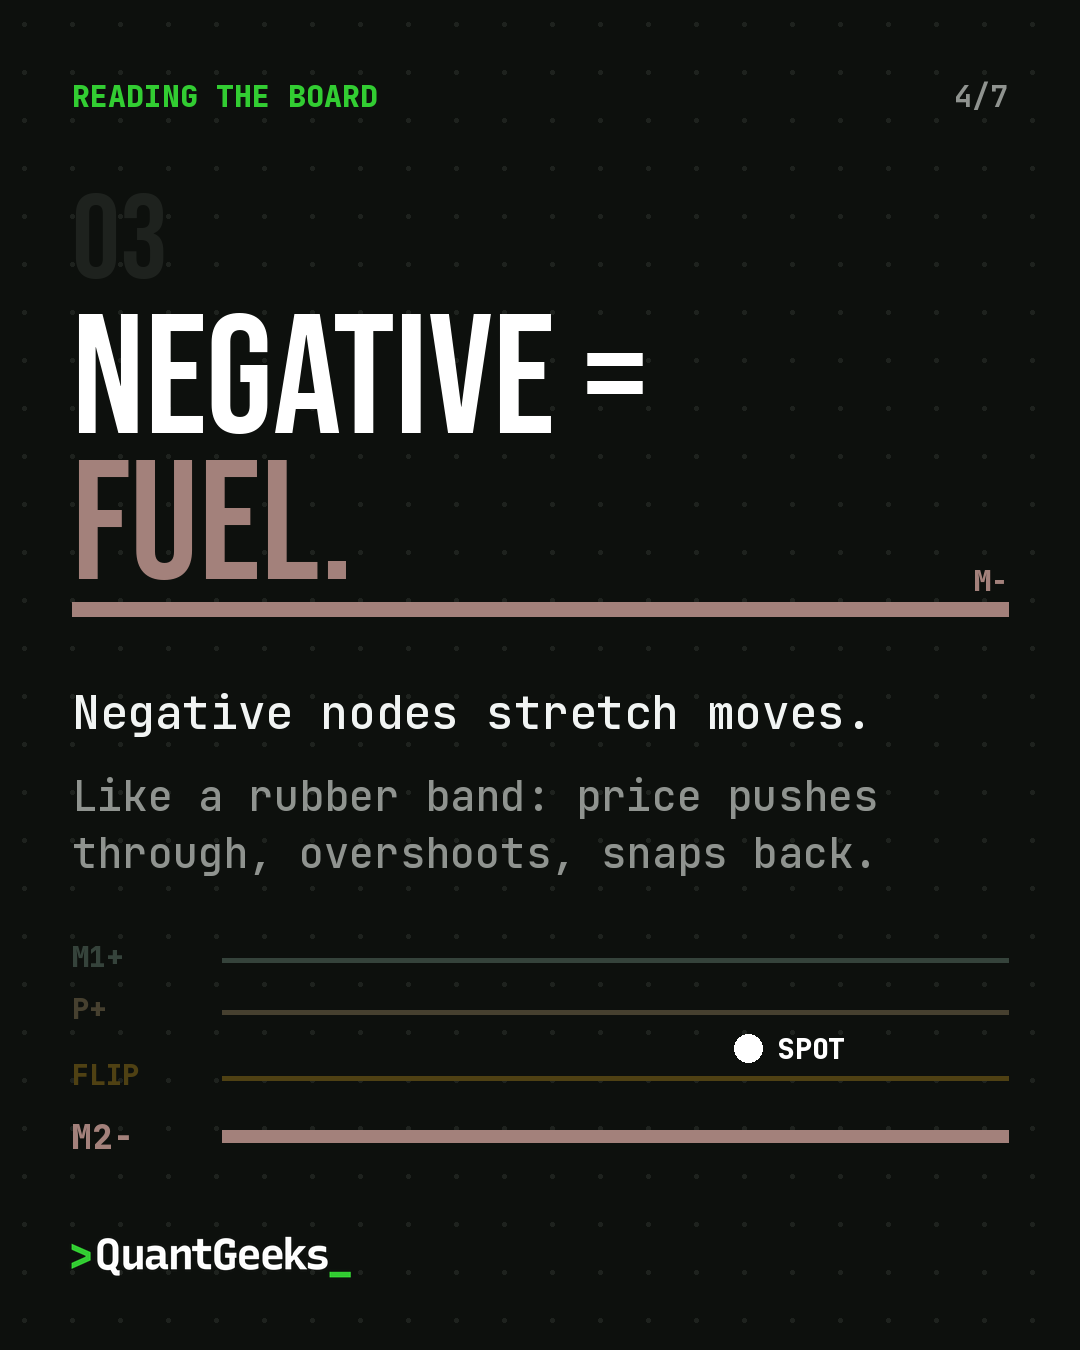 READING THE BOARD
4/7
03
NEGATIVE =
FUEL.
M-
Negative nodes stretch moves.
Like a rubber band: price pushes
through, overshoots, snaps back.
M1+
P+
SPOT
FLIP
M2-
>QuantGeeks_